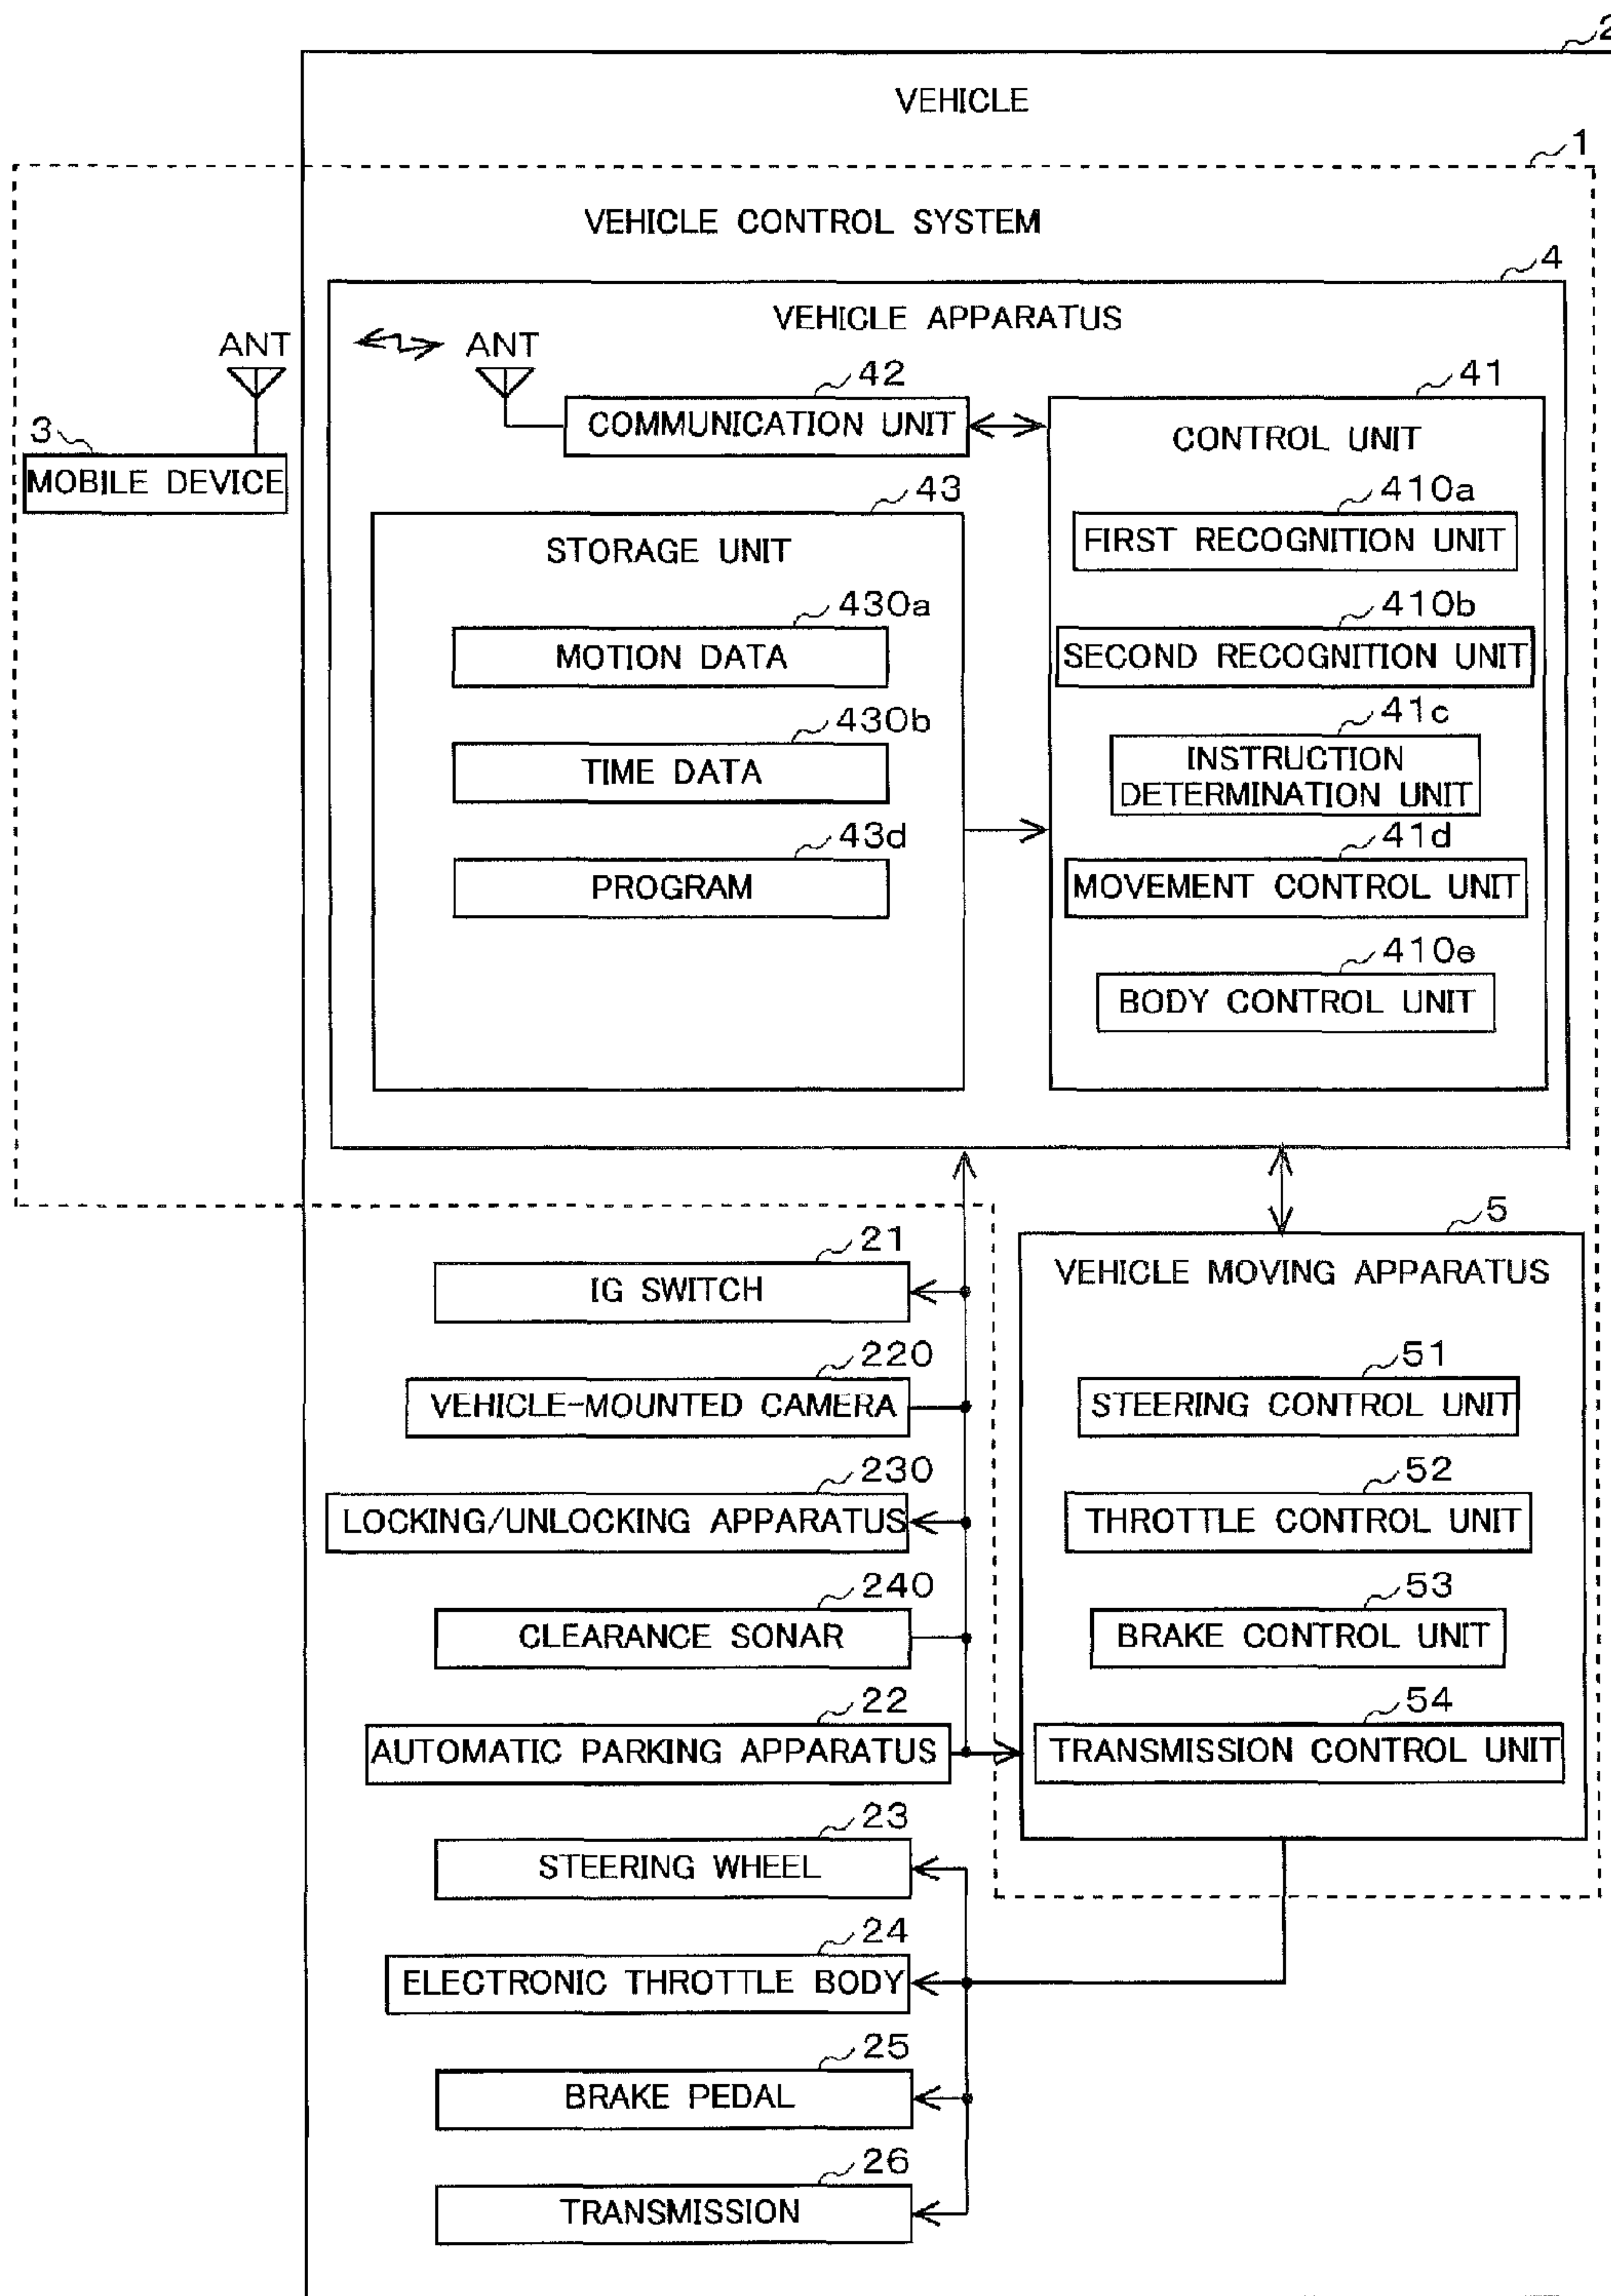 2
VEHICLE
1
VEHICLE CONTROL SYSTEM
4
VEHICLE APPARATUS
ANT
ANT
42
COMMUNICATION UNIT
41
CONTROL UNIT
3
MOBILE DEVICE
43
STORAGE UNIT
410a
FIRST RECOGNITION UNIT
430a
MOTION DATA
410b
SECOND RECOGNITION UNIT
430b
TIME DATA
41c
INSTRUCTION
DETERMINATION UNIT
43d
PROGRAM
41d
MOVEMENT CONTROL UNIT
410e
BODY CONTROL UNIT
21
IG SWITCH
5
VEHICLE MOVING APPARATUS
220
VEHICLE-MOUNTED CAMERA
51
STEERING CONTROL UNIT
230
LOCKING/UNLOCKING APPARATUS
52
THROTTLE CONTROL UNIT
240
CLEARANCE SONAR
53
BRAKE CONTROL UNIT
22
AUTOMATIC PARKING APPARATUS
54
TRANSMISSION CONTROL UNIT
23
STEERING WHEEL
24
ELECTRONIC THROTTLE BODY
25
BRAKE PEDAL
26
TRANSMISSION